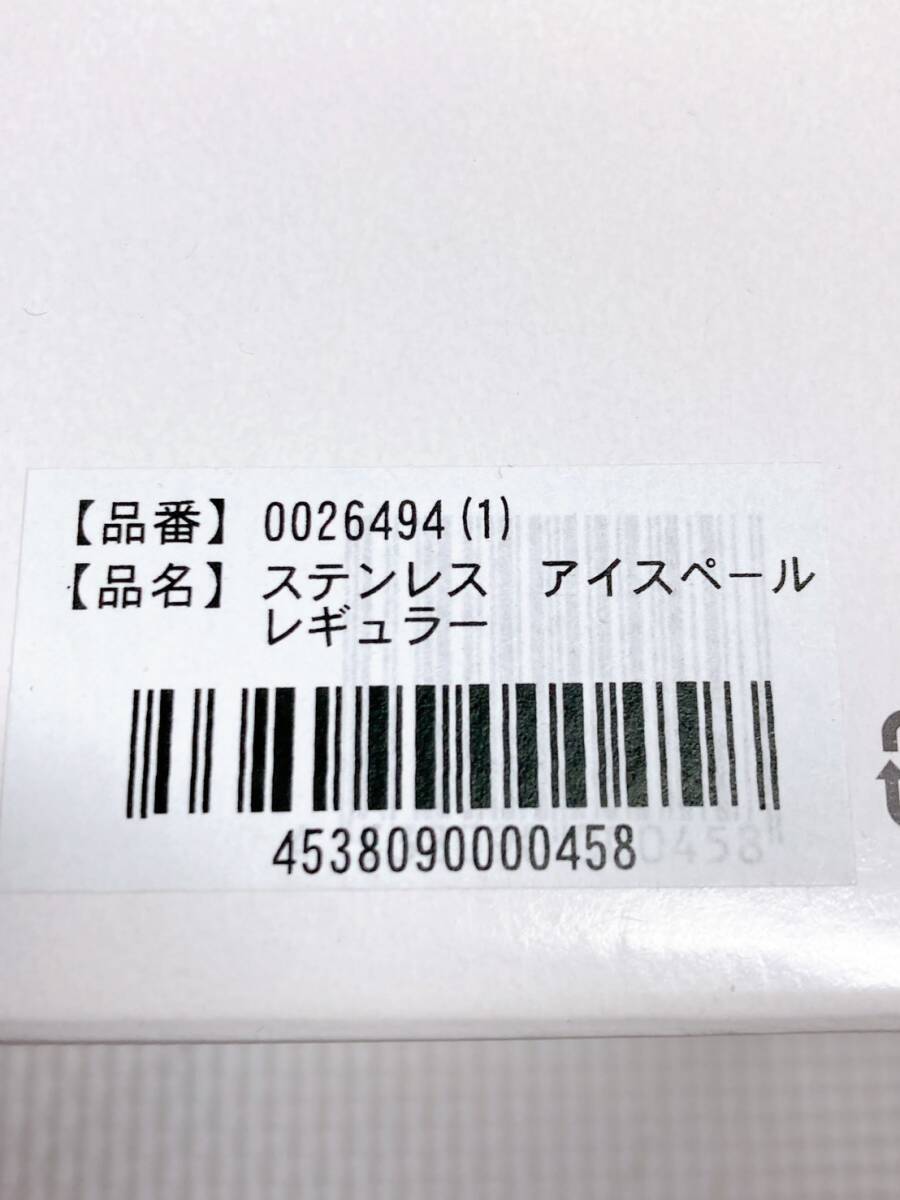 【品番】 0026494(1)
【品名】 ステンレス　アイスペール
レギュラー
4538090000458
0458